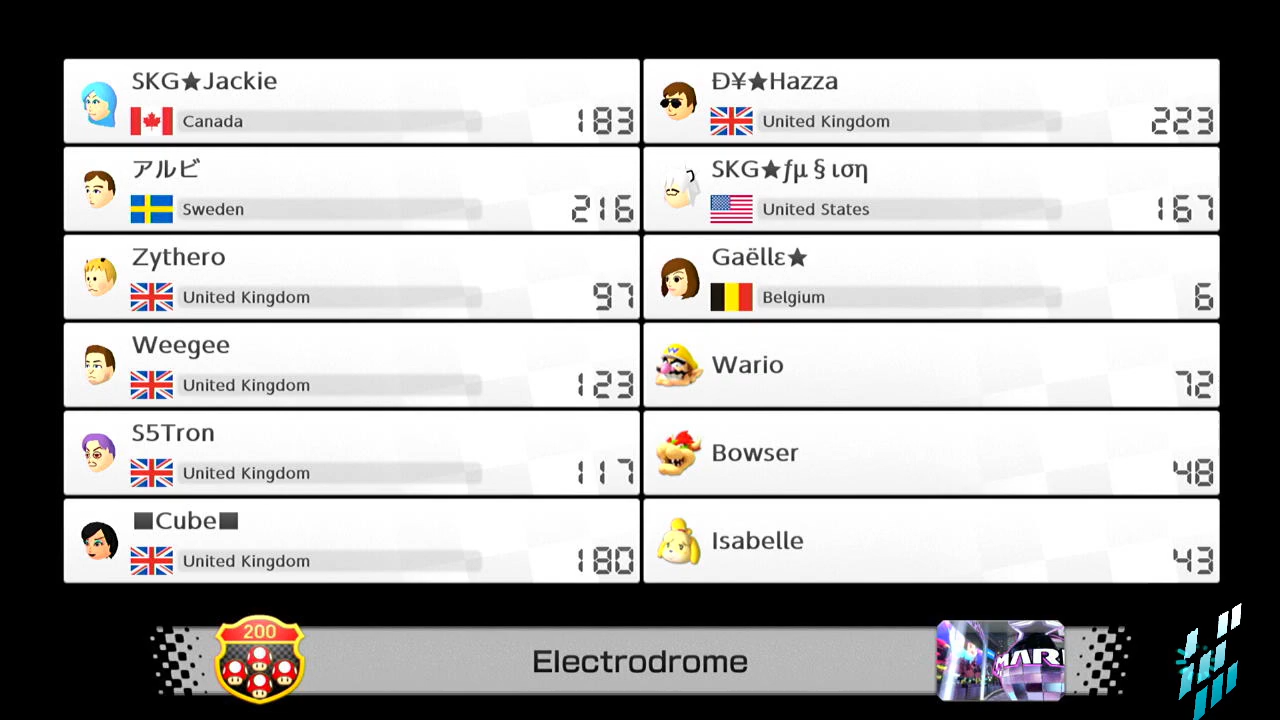 SKG★Jackie
Canada
183
アルビ
Sweden
216
Zythero
United Kingdom
97
Weegee
United Kingdom
123
S5Tron
United Kingdom
117
■Cube■
United Kingdom
180
Ð¥★Hazza
United Kingdom
223
SKG★ƒµ§ιση
United States
167
Gaëllε★
Belgium
6
Wario
72
Bowser
48
Isabelle
43
200
Electrodrome
MARI